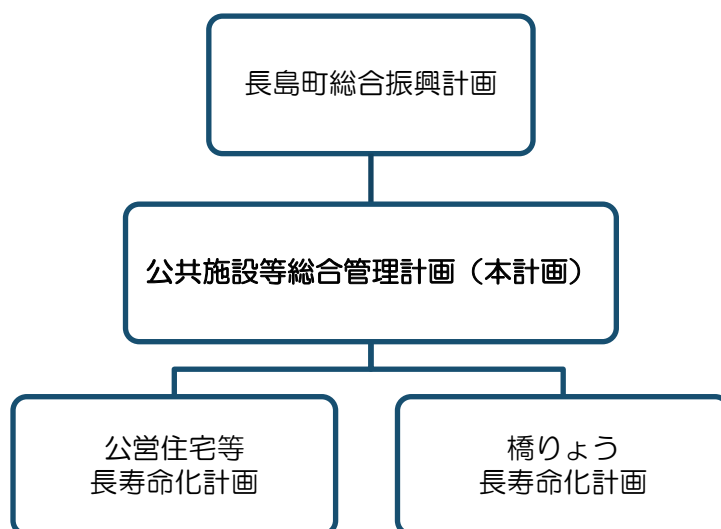 長島町総合振興計画
公共施設等総合管理計画（本計画）
公営住宅等
長寿命化計画
橋りょう
長寿命化計画